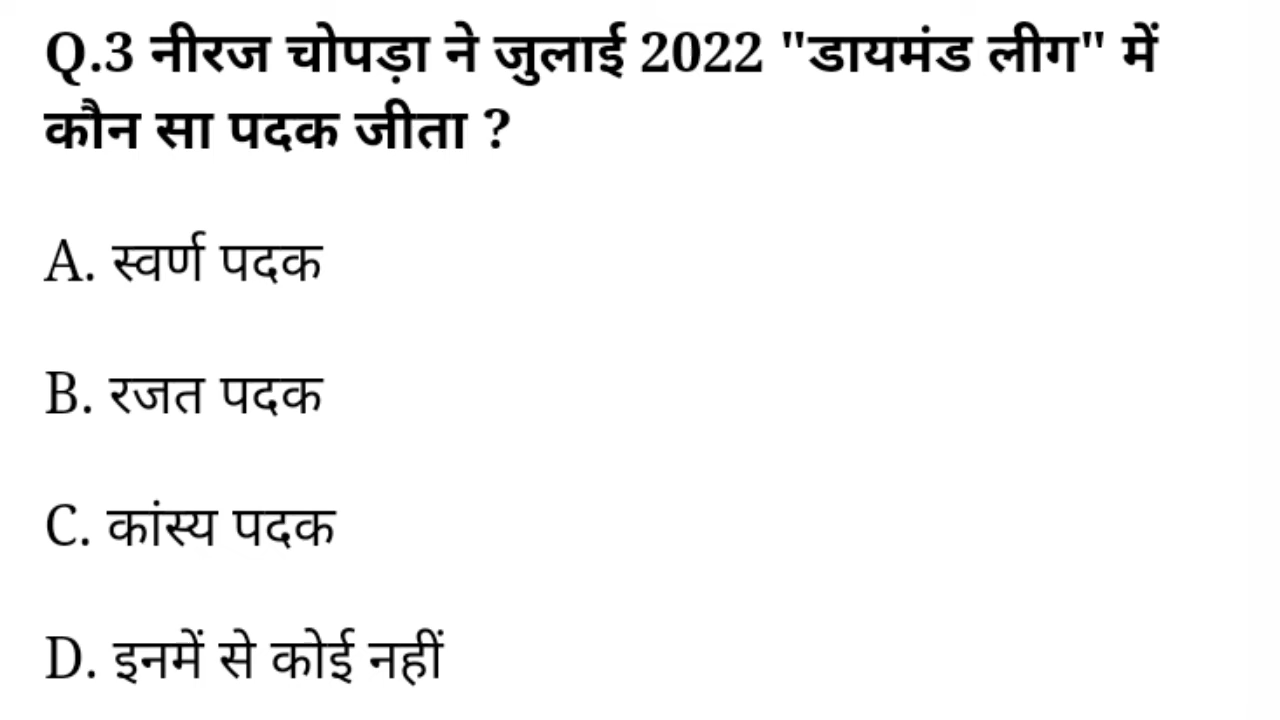 Q.3 नीरज चोपड़ा ने जुलाई 2022 "डायमंड लीग" में
कौन सा पदक जीता ?
A. स्वर्ण पदक
B. रजत पदक
C. कांस्य पदक
D. इनमें से कोई नहीं